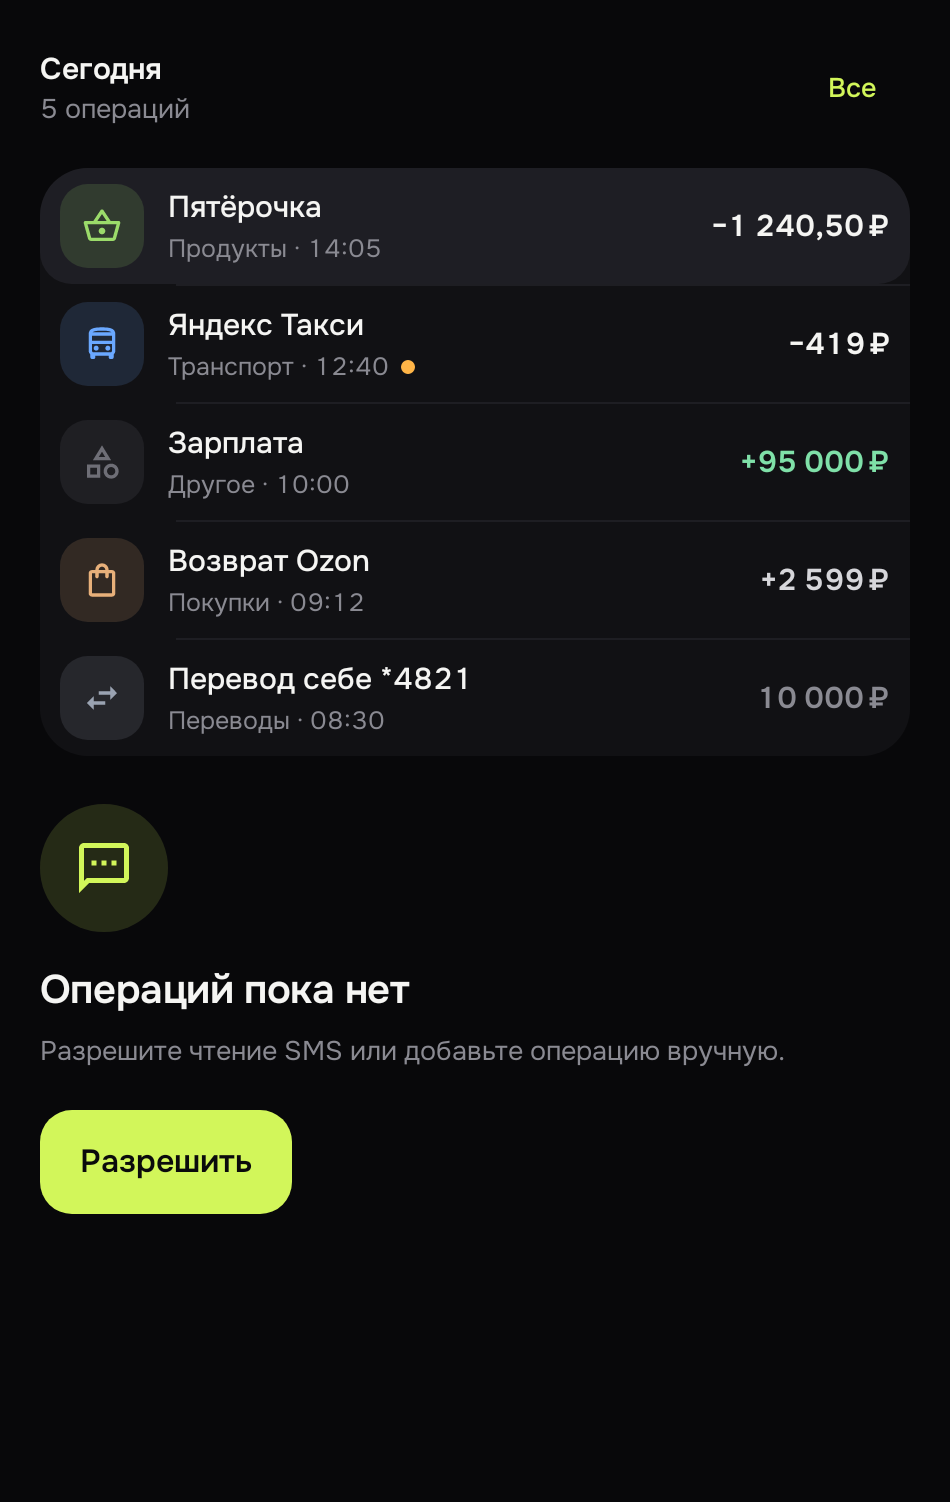 Сегодня
5 операций
Все
Пятёрочка
Продукты · 14:05
−1 240,50 ₽
Яндекс Такси
Транспорт · 12:40
−419 ₽
Зарплата
Другое · 10:00
+95 000 ₽
Возврат Ozon
Покупки · 09:12
+2 599 ₽
Перевод себе *4821
Переводы · 08:30
10 000 ₽
Операций пока нет
Разрешите чтение SMS или добавьте операцию вручную.
Разрешить